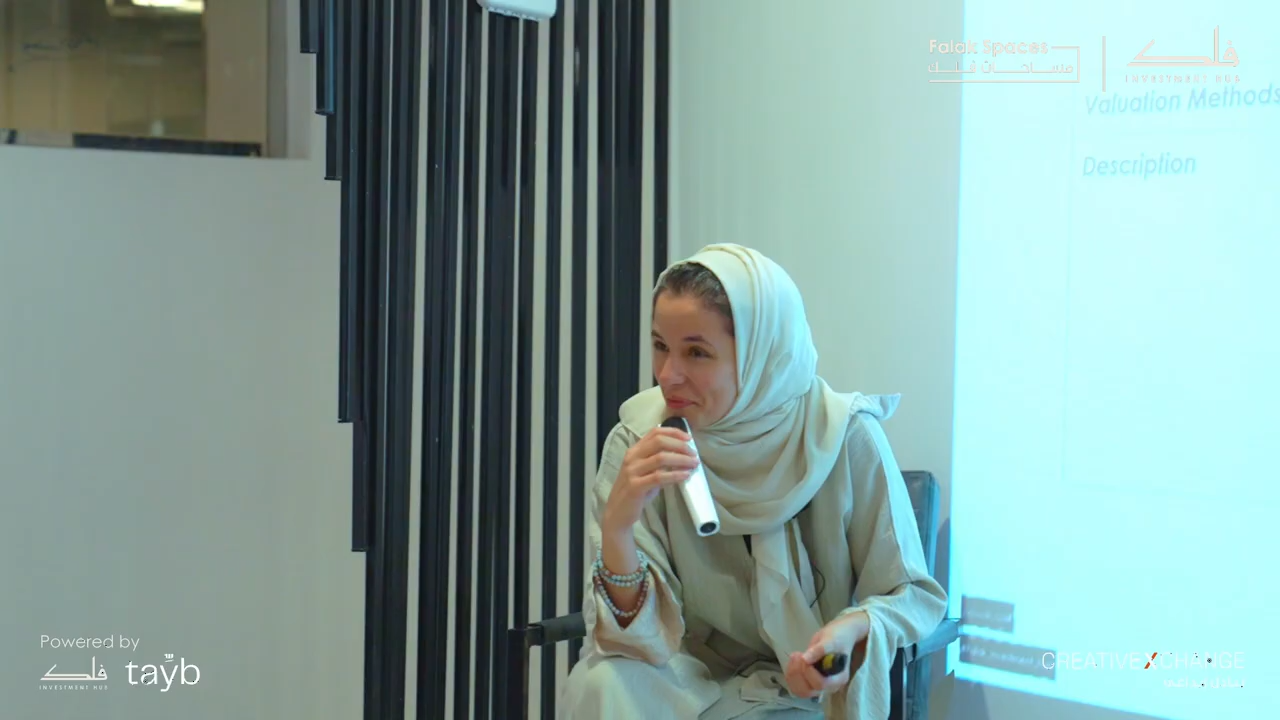 Falak Spaces
مساحات فلك
فلك
INVESTMENT HUB
Valuation Methods
Description
Powered by
فلك
INVESTMENT HUB
tayb
CREATIVEXCHANGE